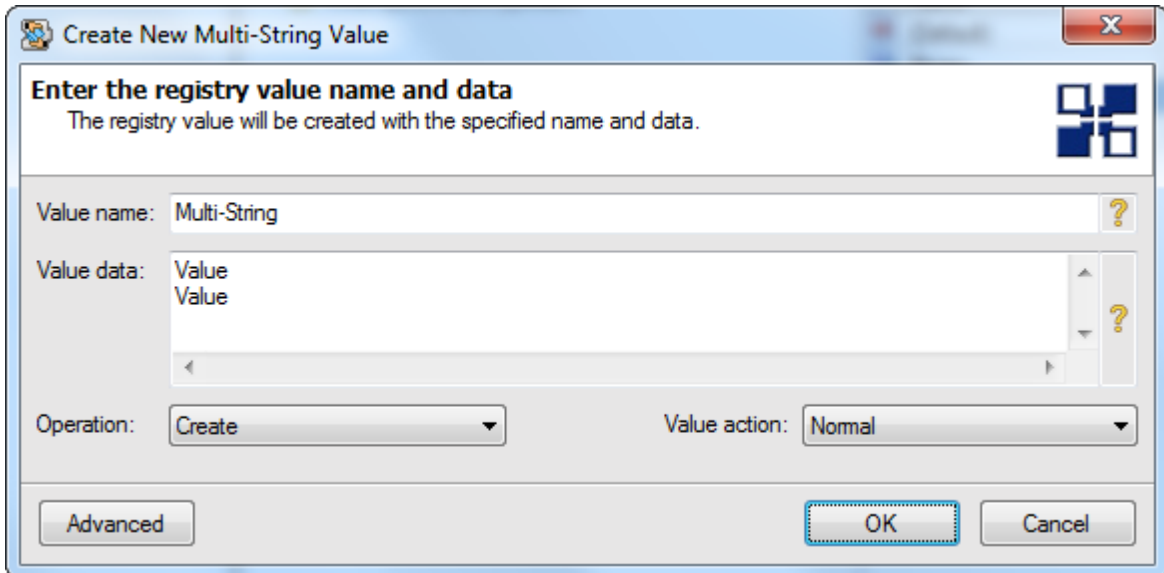 Create New Multi-String Value
Enter the registry value name and data
The registry value will be created with the specified name and data.
Value name: Multi-String
Value data: Value
Value
Operation: Create Value action: Normal
Advanced OK Cancel